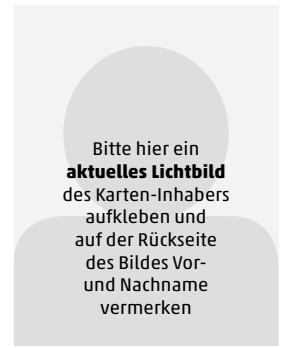 Bitte hier ein
aktuelles Lichtbild
des Karten-Inhabers
aufkleben und
auf der Rückseite
des Bildes Vor-
und Nachname
vermerken